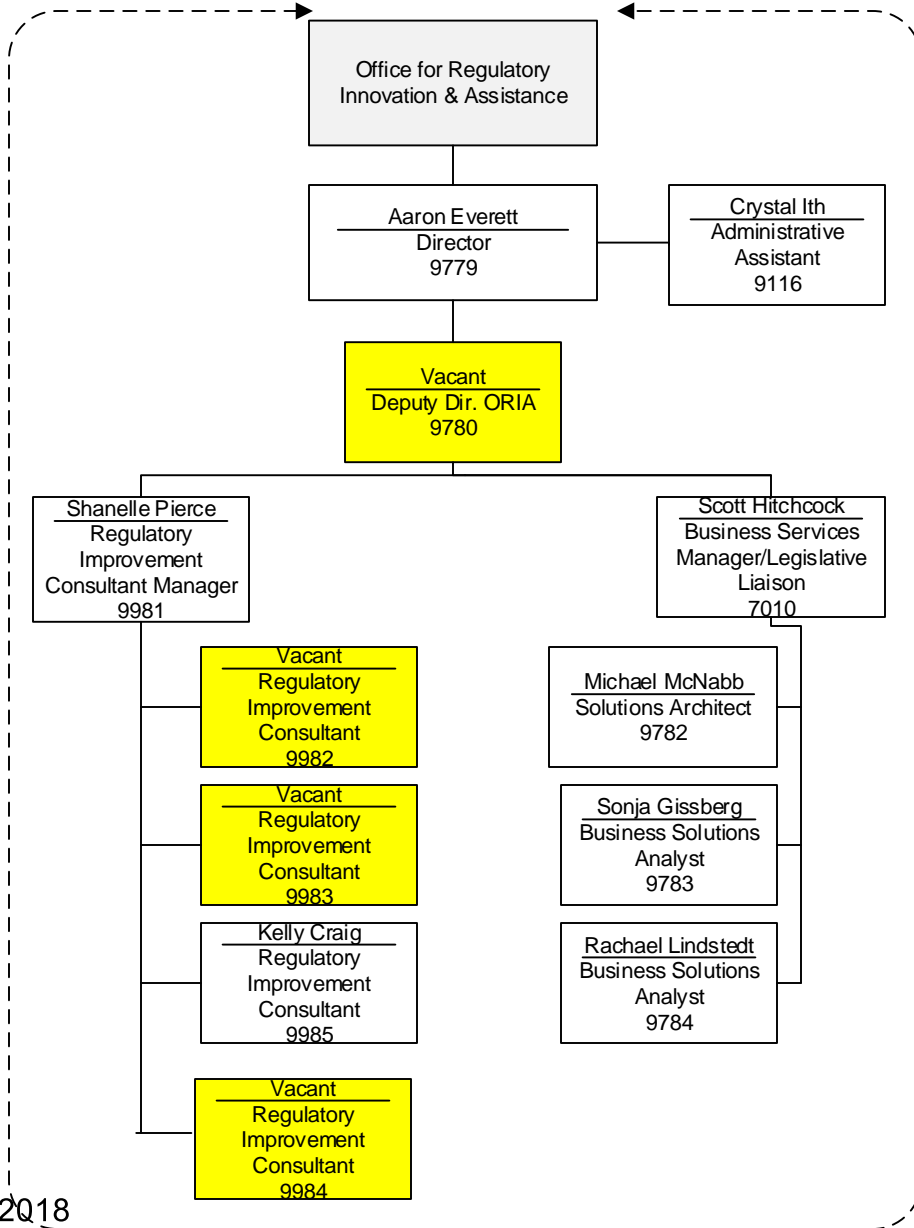 Office for Regulatory
Innovation & Assistance
Aaron Everett
Director
9779
Crystal Ith
Administrative
Assistant
9116
Vacant
Deputy Dir. ORIA
9780
Shanelle Pierce
Regulatory
Improvement
Consultant Manager
9981
Scott Hitchcock
Business Services
Manager/Legislative
Liaison
7010
Vacant
Regulatory
Improvement
Consultant
9982
Vacant
Regulatory
Improvement
Consultant
9983
Kelly Craig
Regulatory
Improvement
Consultant
9985
Vacant
Regulatory
Improvement
Consultant
9984
Michael McNabb
Solutions Architect
9782
Sonja Gissberg
Business Solutions
Analyst
9783
Rachael Lindstedt
Business Solutions
Analyst
9784
2018